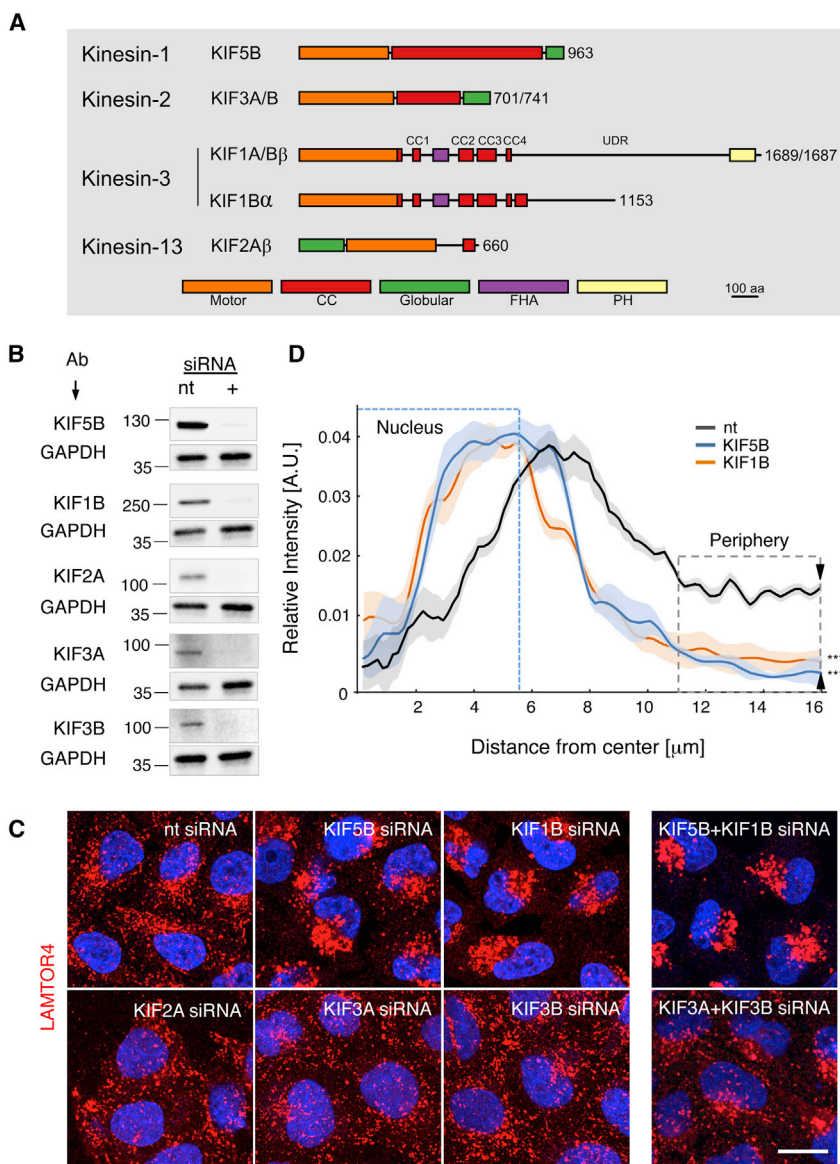 A
Kinesin-1 KIF5B 963
Kinesin-2 KIF3A/B 701/741
CC1 CC2 CC3 CC4 UDR
KIF1A/Bβ 1689/1687
Kinesin-3
KIF1Bα 1153
Kinesin-13 KIF2Aβ 660
Motor CC Globular FHA PH 100 aa
B
Ab siRNA
nt +
KIF5B 130
GAPDH 35
KIF1B 250
GAPDH 35
KIF2A 100
GAPDH 35
KIF3A 100
GAPDH 35
KIF3B 100
GAPDH 35
D
Relative Intensity [A.U.]
0.04
0.03
0.02
0.01
0
Nucleus
nt
KIF5B
KIF1B
Periphery
2 4 6 8 10 12 14 16
Distance from center [μm]
C
LAMTOR4
nt siRNA KIF5B siRNA KIF1B siRNA KIF5B+KIF1B siRNA
KIF2A siRNA KIF3A siRNA KIF3B siRNA KIF3A+KIF3B siRNA